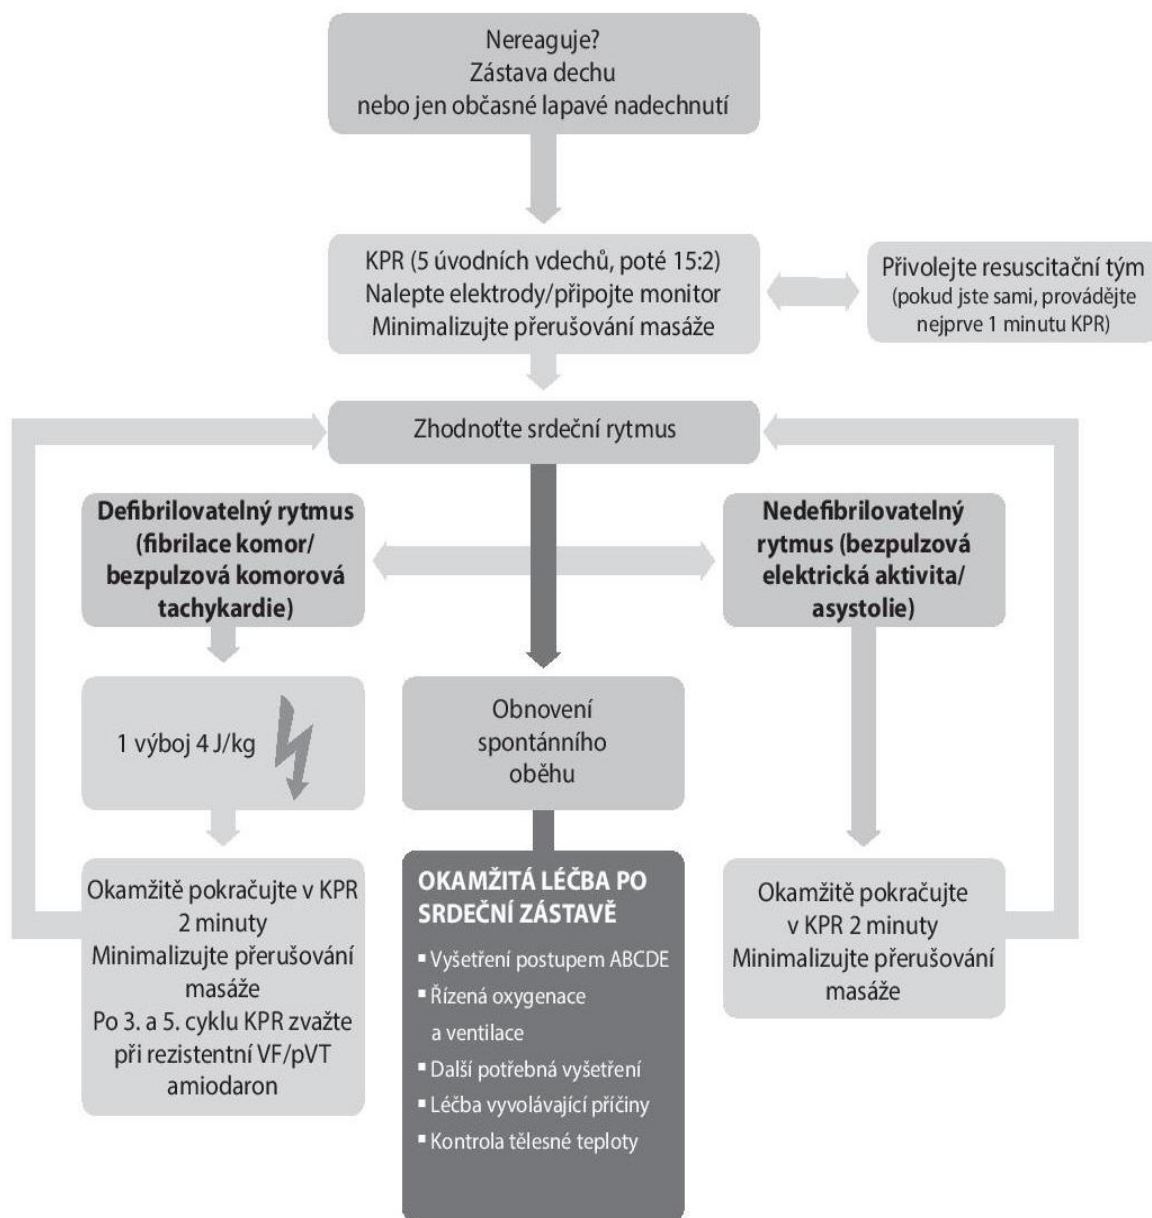 Nereaguje?
Zástava dechu
nebo jen občasné lapavé nadechnutí
KPR (5 úvodních vdechů, poté 15:2)
Nalepte elektrody/připojte monitor
Minimalizujte přerušování masáže
Přivolejte resuscitační tým
(pokud jste sami, provádějte
nejprve 1 minutu KPR)
Zhodnoťte srdeční rytmus
Defibrilovatelný rytmus
(fibrilace komor/
bezpulzová komorová
tachykardie)
Nedefibrilovatelný
rytmus (bezpulzová
elektrická aktivita/
asystolie)
1 výboj 4 J/kg
Obnovení
spontánního
oběhu
Okamžitě pokračujte v KPR
2 minuty
Minimalizujte přerušování
masáže
Po 3. a 5. cyklu KPR zvažte
při rezistentní VF/pVT
amiodaron
OKAMŽITÁ LÉČBA PO
SRDEČNÍ ZÁSTAVĚ
▪ Vyšetření postupem ABCDE
▪ Řízená oxygenace
a ventilace
▪ Další potřebná vyšetření
▪ Léčba vyvolávající příčiny
▪ Kontrola tělesné teploty
Okamžitě pokračujte
v KPR 2 minuty
Minimalizujte přerušování
masáže